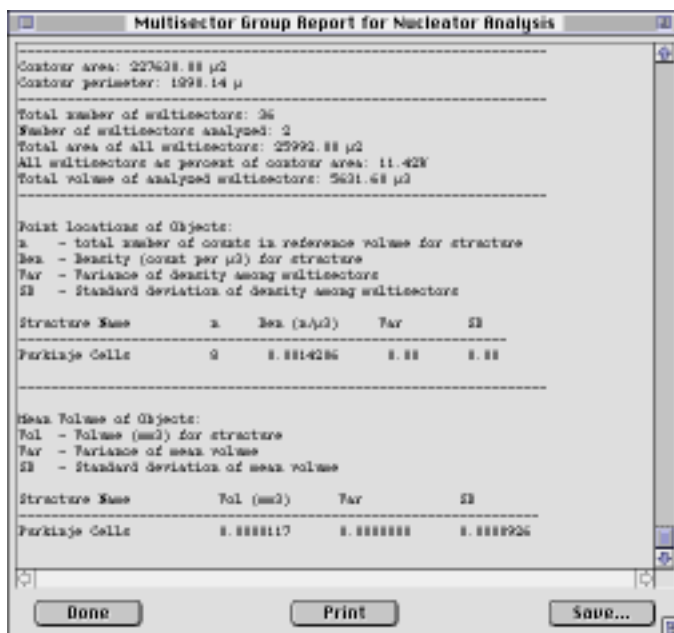 Multisector Group Report for Nucleator Analysis
Contour area: 227630.00 µ2
Contour perimeter: 1890.14 µ
Total number of multisectors: 36
Number of multisectors analyzed: 2
Total area of all multisectors: 25992.00 µ2
All multisectors as percent of contour area: 11.42%
Total volume of analyzed multisectors: 5631.60 µ3
Point locations of Objects:
n - total number of counts in reference volume for structure
Den - Density (count per µ3) for structure
Var - Variance of density among multisectors
SD - Standard deviation of density among multisectors
Structure Name n Den (n/µ3) Var SD
Purkinje Cells 8 0.0014206 0.00 0.00
Mean Volume of Objects:
Vol - Volume (mm3) for structure
Var - Variance of mean volume
SD - Standard deviation of mean volume
Structure Name Vol (mm3) Var SD
Purkinje Cells 0.0000117 0.0000000 0.0000926
Done Print Save...